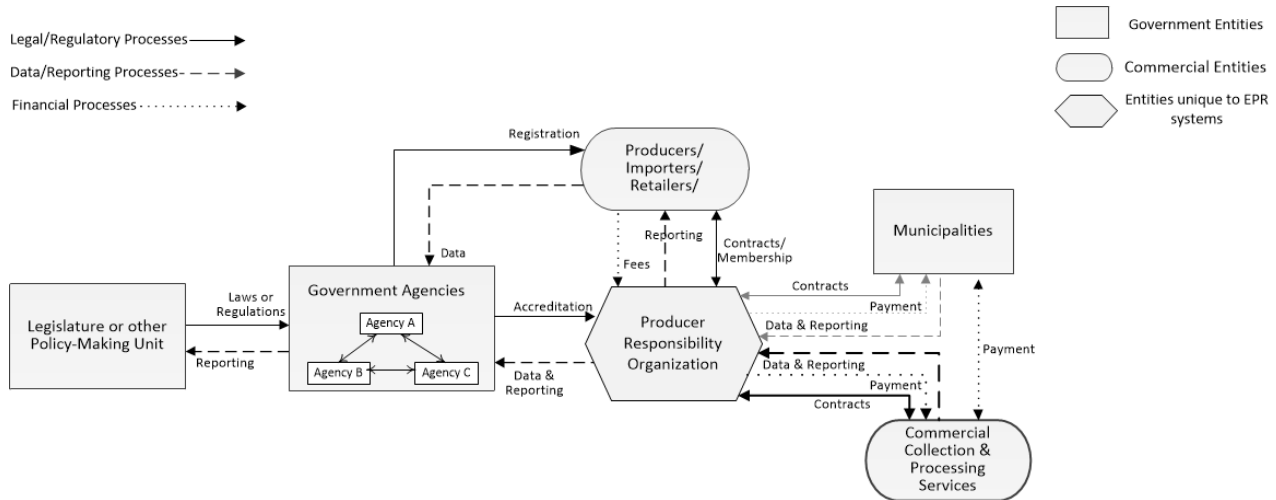 Legal/Regulatory Processes
Data/Reporting Processes
Financial Processes
Government Entities
Commercial Entities
Entities unique to EPR
systems
Registration
Producers/
Importers/
Retailers/
Data
Fees
Reporting
Contracts/
Membership
Municipalities
Legislature or other
Policy-Making Unit
Laws or
Regulations
Reporting
Government Agencies
Agency A
Agency B
Agency C
Accreditation
Data &
Reporting
Producer
Responsibility
Organization
Contracts
Payment
Data & Reporting
Data & Reporting
Payment
Contracts
Payment
Commercial
Collection &
Processing
Services